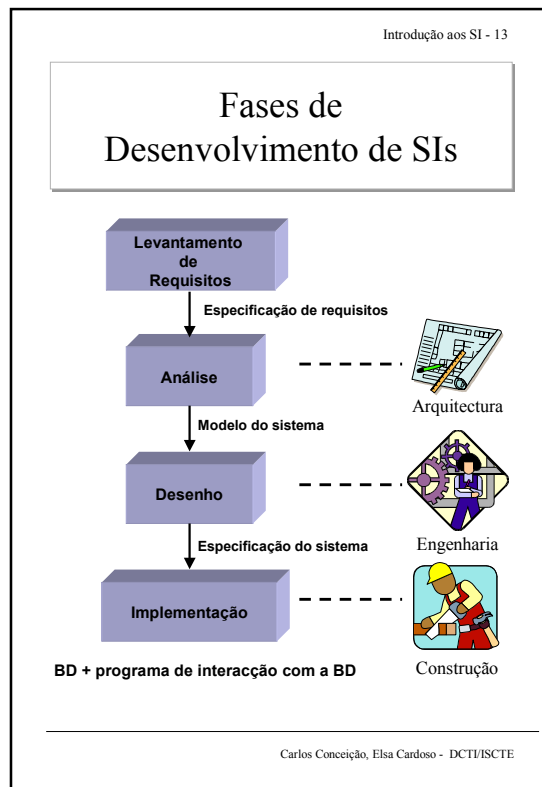 Introdução aos SI - 13
Fases de
Desenvolvimento de SIs
Levantamento
de
Requisitos
Especificação de requisitos
Análise
Arquitectura
Modelo do sistema
Desenho
Engenharia
Especificação do sistema
Implementação
Construção
BD + programa de interacção com a BD
Carlos Conceição, Elsa Cardoso - DCTI/ISCTE